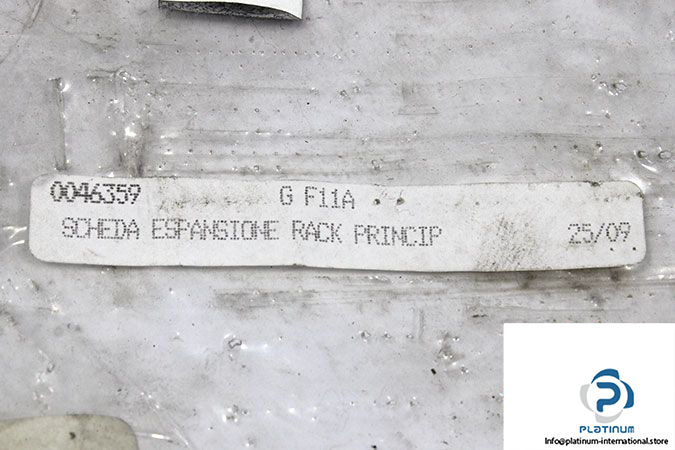 0046359 G F11A
SCHEDA ESPANSIONE RACK PRINCIP 25/09
PLATINUM
Info@platinum-international.store